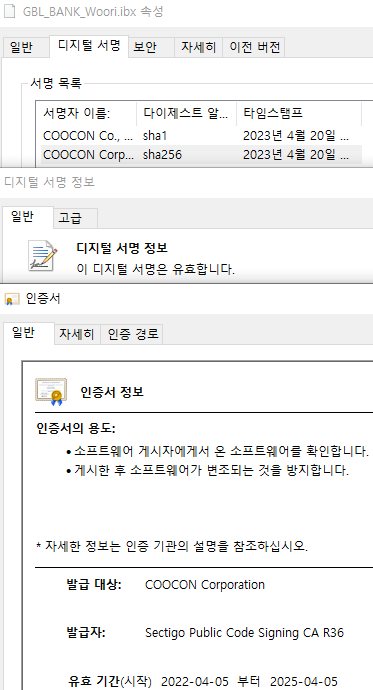 GBL_BANK_Woori.ibx 속성
일반 디지털 서명 보안 자세히 이전 버전
서명 목록
서명자 이름: 다이제스트 알... 타임스탬프
COOCON Co., ... sha1 2023년 4월 20일 ...
COOCON Corp... sha256 2023년 4월 20일 ...
디지털 서명 정보
일반 고급
디지털 서명 정보
이 디지털 서명은 유효합니다.
인증서
일반 자세히 인증 경로
인증서 정보
인증서의 용도:
• 소프트웨어 게시자에게서 온 소프트웨어를 확인합니다.
• 게시한 후 소프트웨어가 변조되는 것을 방지합니다.
* 자세한 정보는 인증 기관의 설명을 참조하십시오.
발급 대상: COOCON Corporation
발급자: Sectigo Public Code Signing CA R36
유효 기간(시작) 2022-04-05 부터 2025-04-05